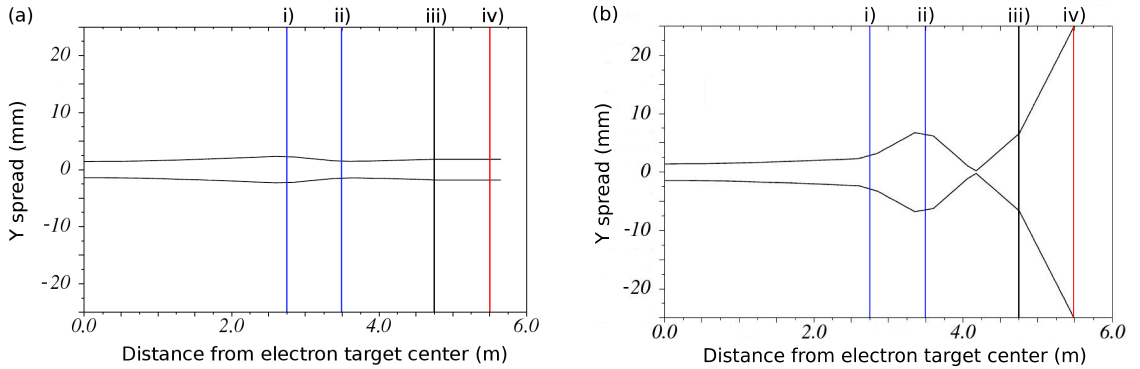 (a)
i) ii) iii) iv)
20
10
0
-10
-20
Y spread (mm)
0.0 2.0 4.0 6.0
Distance from electron target center (m)
(b)
i) ii) iii) iv)
20
10
0
-10
-20
Y spread (mm)
0.0 2.0 4.0 6.0
Distance from electron target center (m)